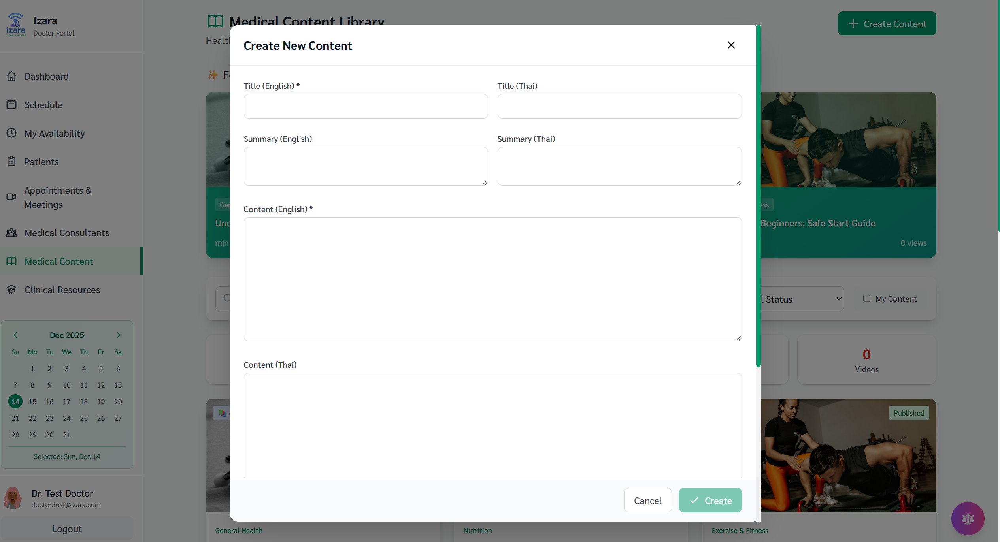 izara
your doctor anywhere
Izara
Doctor Portal
Dashboard
Schedule
My Availability
Patients
Appointments &
Meetings
Medical Consultants
Medical Content
Clinical Resources
Dec 2025
Su Mo Tu We Th Fr Sa
1 2 3 4 5 6
7 8 9 10 11 12 13
14 15 16 17 18 19 20
21 22 23 24 25 26 27
28 29 30 31
Selected: Sun, Dec 14
Dr. Test Doctor
doctor.test@izara.com
Logout
Medical Content Library
Create Content
Create New Content
Title (English) *
Title (Thai)
Summary (English)
Summary (Thai)
Content (English) *
Content (Thai)
Cancel
Create
min
Beginners: Safe Start Guide
0 views
Status
My Content
0
Videos
Published
General Health
Nutrition
Exercise & Fitness